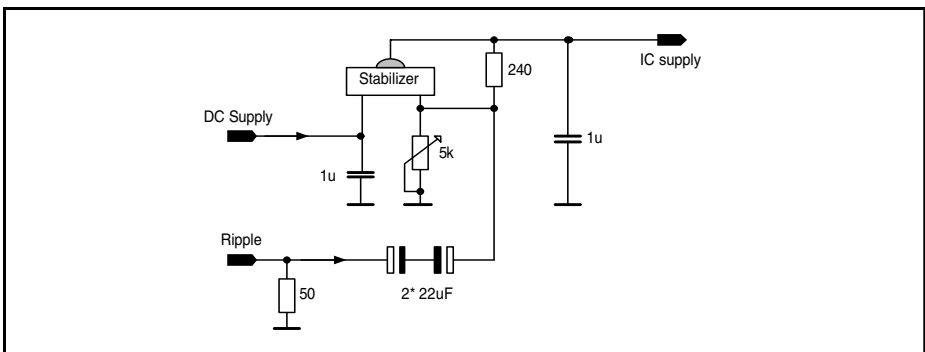 IC supply
240
Stabilizer
DC Supply
1u
5k
1u
Ripple
50
2* 22uF